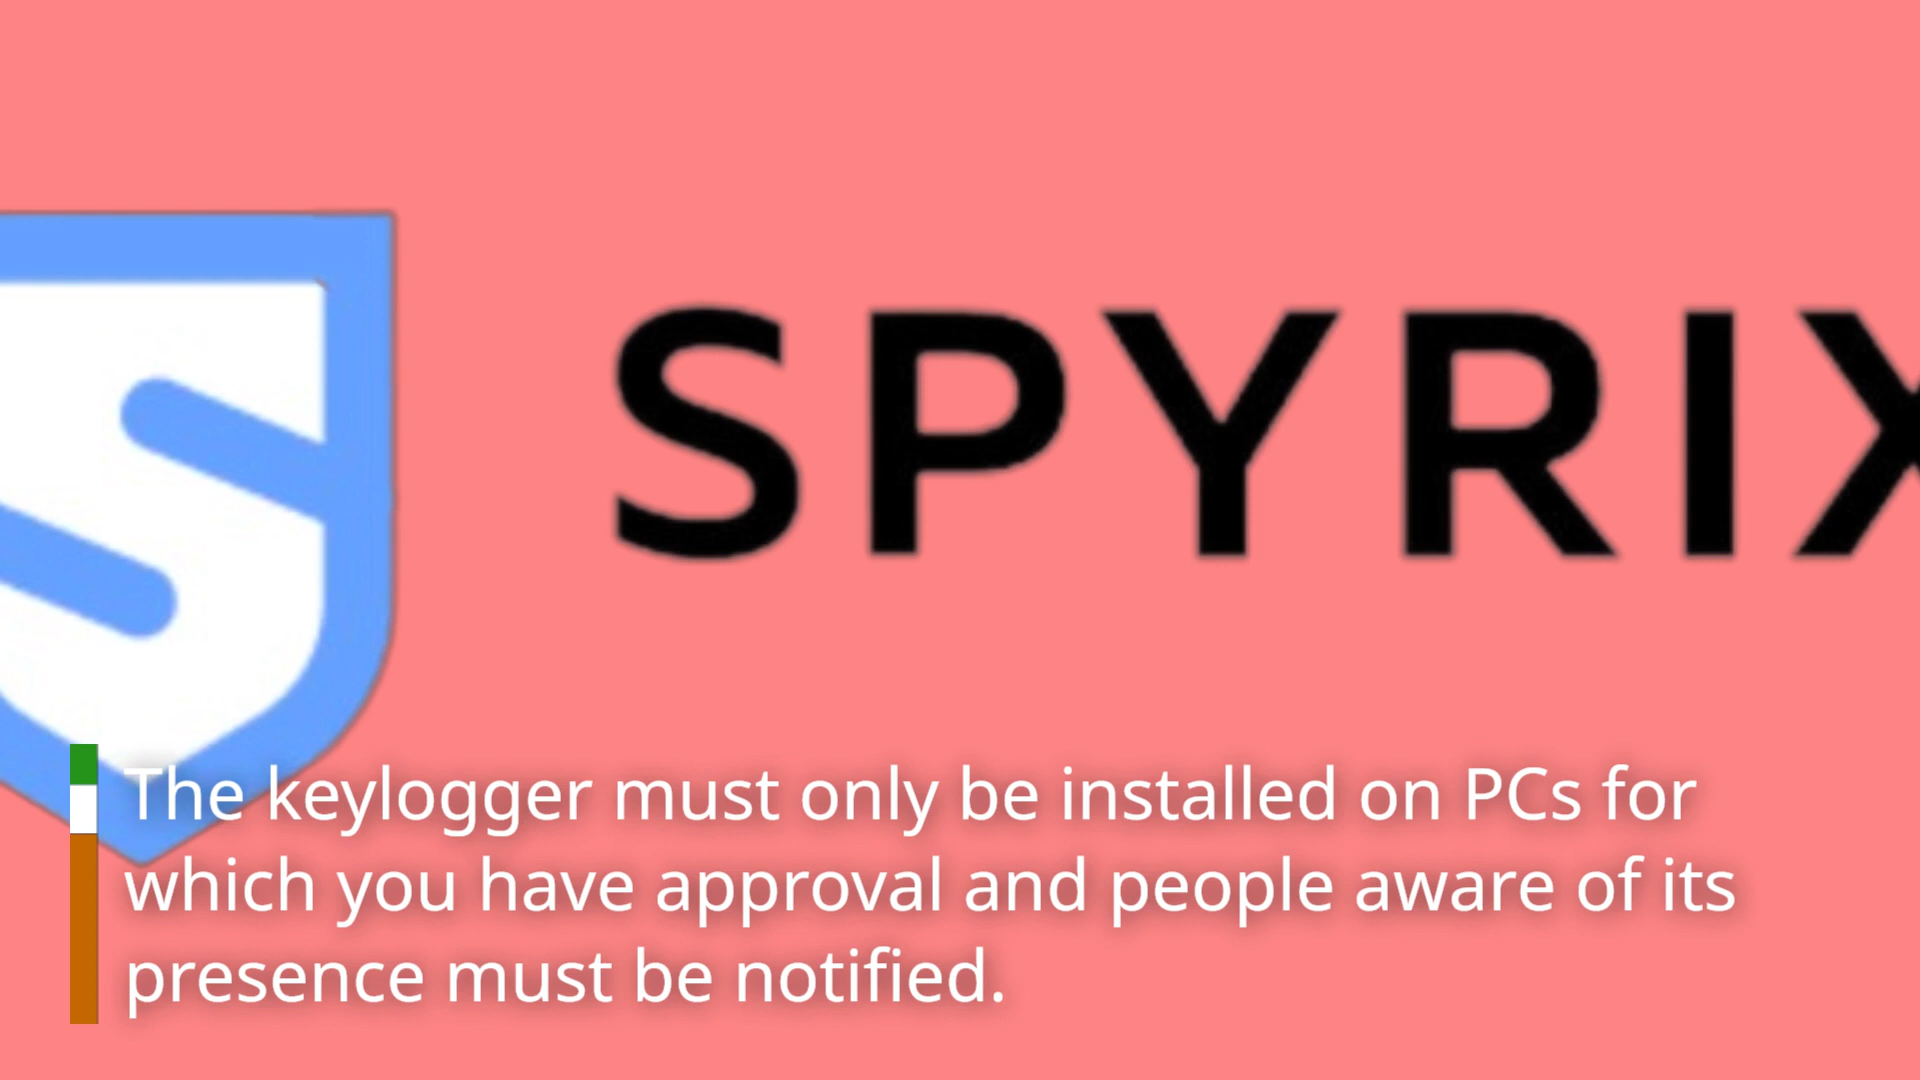 SPYRIX
The keylogger must only be installed on PCs for
which you have approval and people aware of its
presence must be notified.